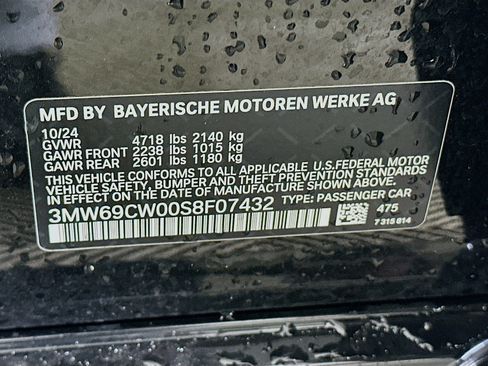 MFD BY BAYERISCHE MOTOREN WERKE AG
10/24
GVWR 4718 lbs 2140 kg
GAWR FRONT 2238 lbs 1015 kg
GAWR REAR 2601 lbs 1180 kg
THIS VEHICLE CONFORMS TO ALL APPLICABLE U.S.FEDERAL MOTOR
VEHICLE SAFETY, BUMPER AND THEFT PREVENTION STANDARDS
IN EFFECT ON THE DATE OF MANUFACTURE SHOWN ABOVE.
3MW69CW00S8F07432 TYPE: PASSENGER CAR
475
7 315 614